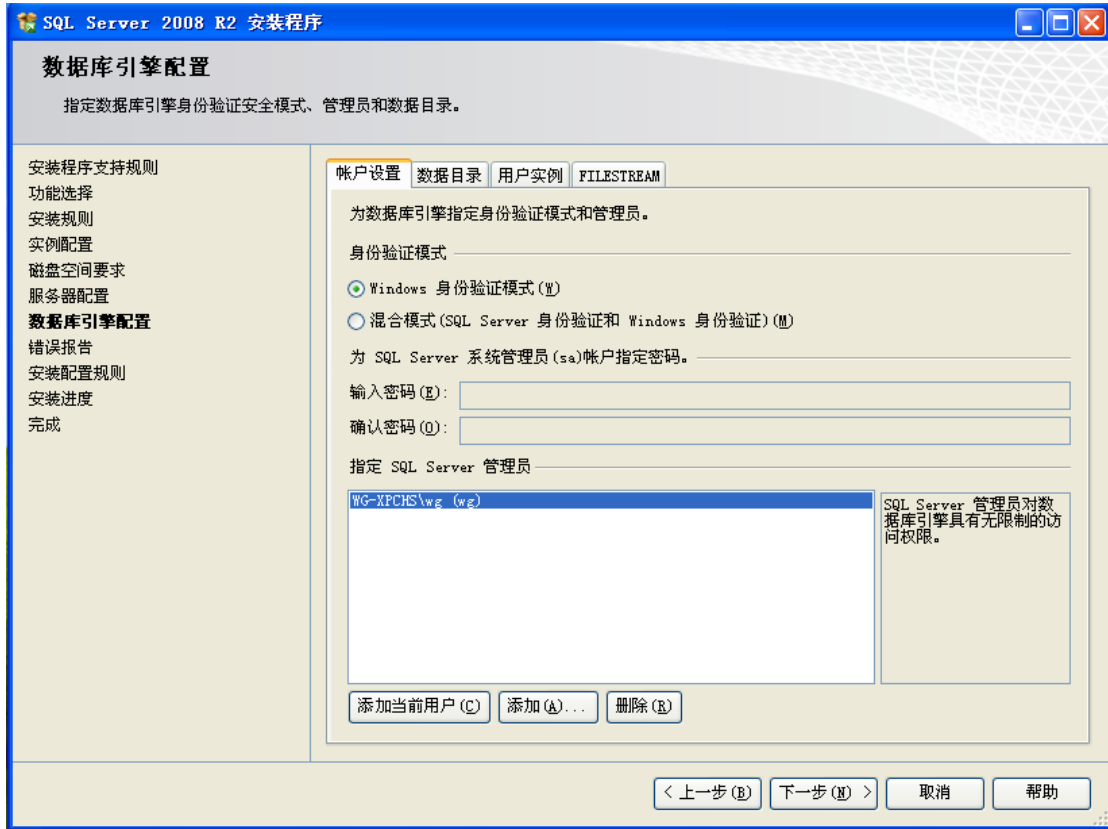 SQL Server 2008 R2 安装程序
数据库引擎配置
指定数据库引擎身份验证安全模式、管理员和数据目录。
安装程序支持规则
功能选择
安装规则
实例配置
磁盘空间要求
服务器配置
数据库引擎配置
错误报告
安装配置规则
安装进度
完成
帐户设置 数据目录 用户实例 FILESTREAM
为数据库引擎指定身份验证模式和管理员。
身份验证模式
Windows 身份验证模式(W)
混合模式(SQL Server 身份验证和 Windows 身份验证)(M)
为 SQL Server 系统管理员(sa)帐户指定密码。
输入密码(E):
确认密码(O):
指定 SQL Server 管理员
WG-XPCHS\wg (wg)
SQL Server 管理员对数
据库引擎具有无限制的访
问权限。
添加当前用户(C) 添加(A)... 删除(R)
< 上一步(B) 下一步(N) > 取消 帮助